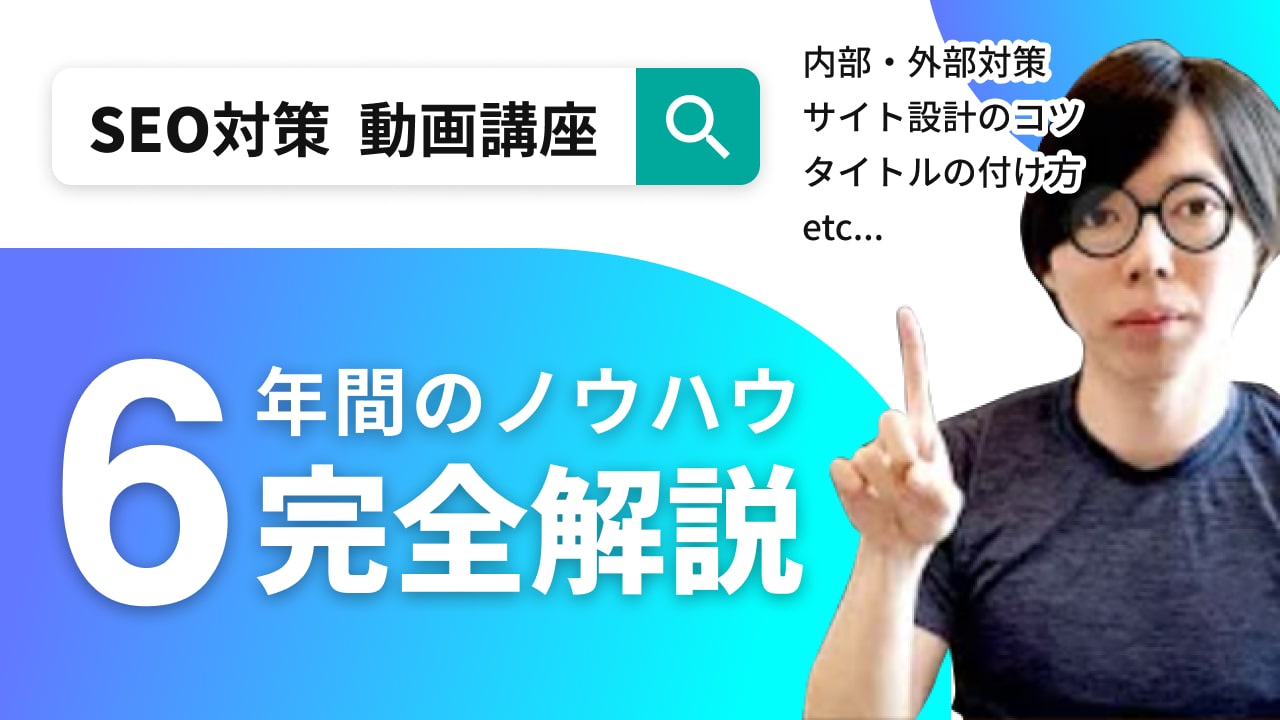 SEO対策 動画講座
内部・外部対策
サイト設計のコツ
タイトルの付け方
etc...
6年間のノウハウ
完全解説